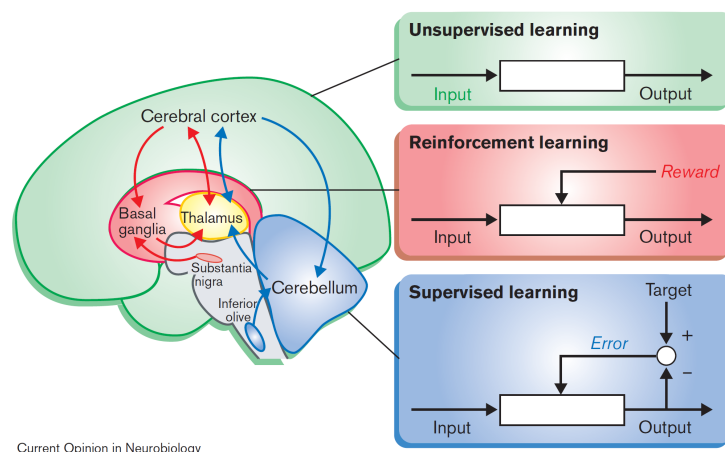 Unsupervised learning
Input
Output
Cerebral cortex
Basal
ganglia
Thalamus
Substantia
nigra
Inferior
olive
Cerebellum
Reinforcement learning
Reward
Input
Output
Supervised learning
Target
Error
+
–
Input
Output
Current Opinion in Neurobiology